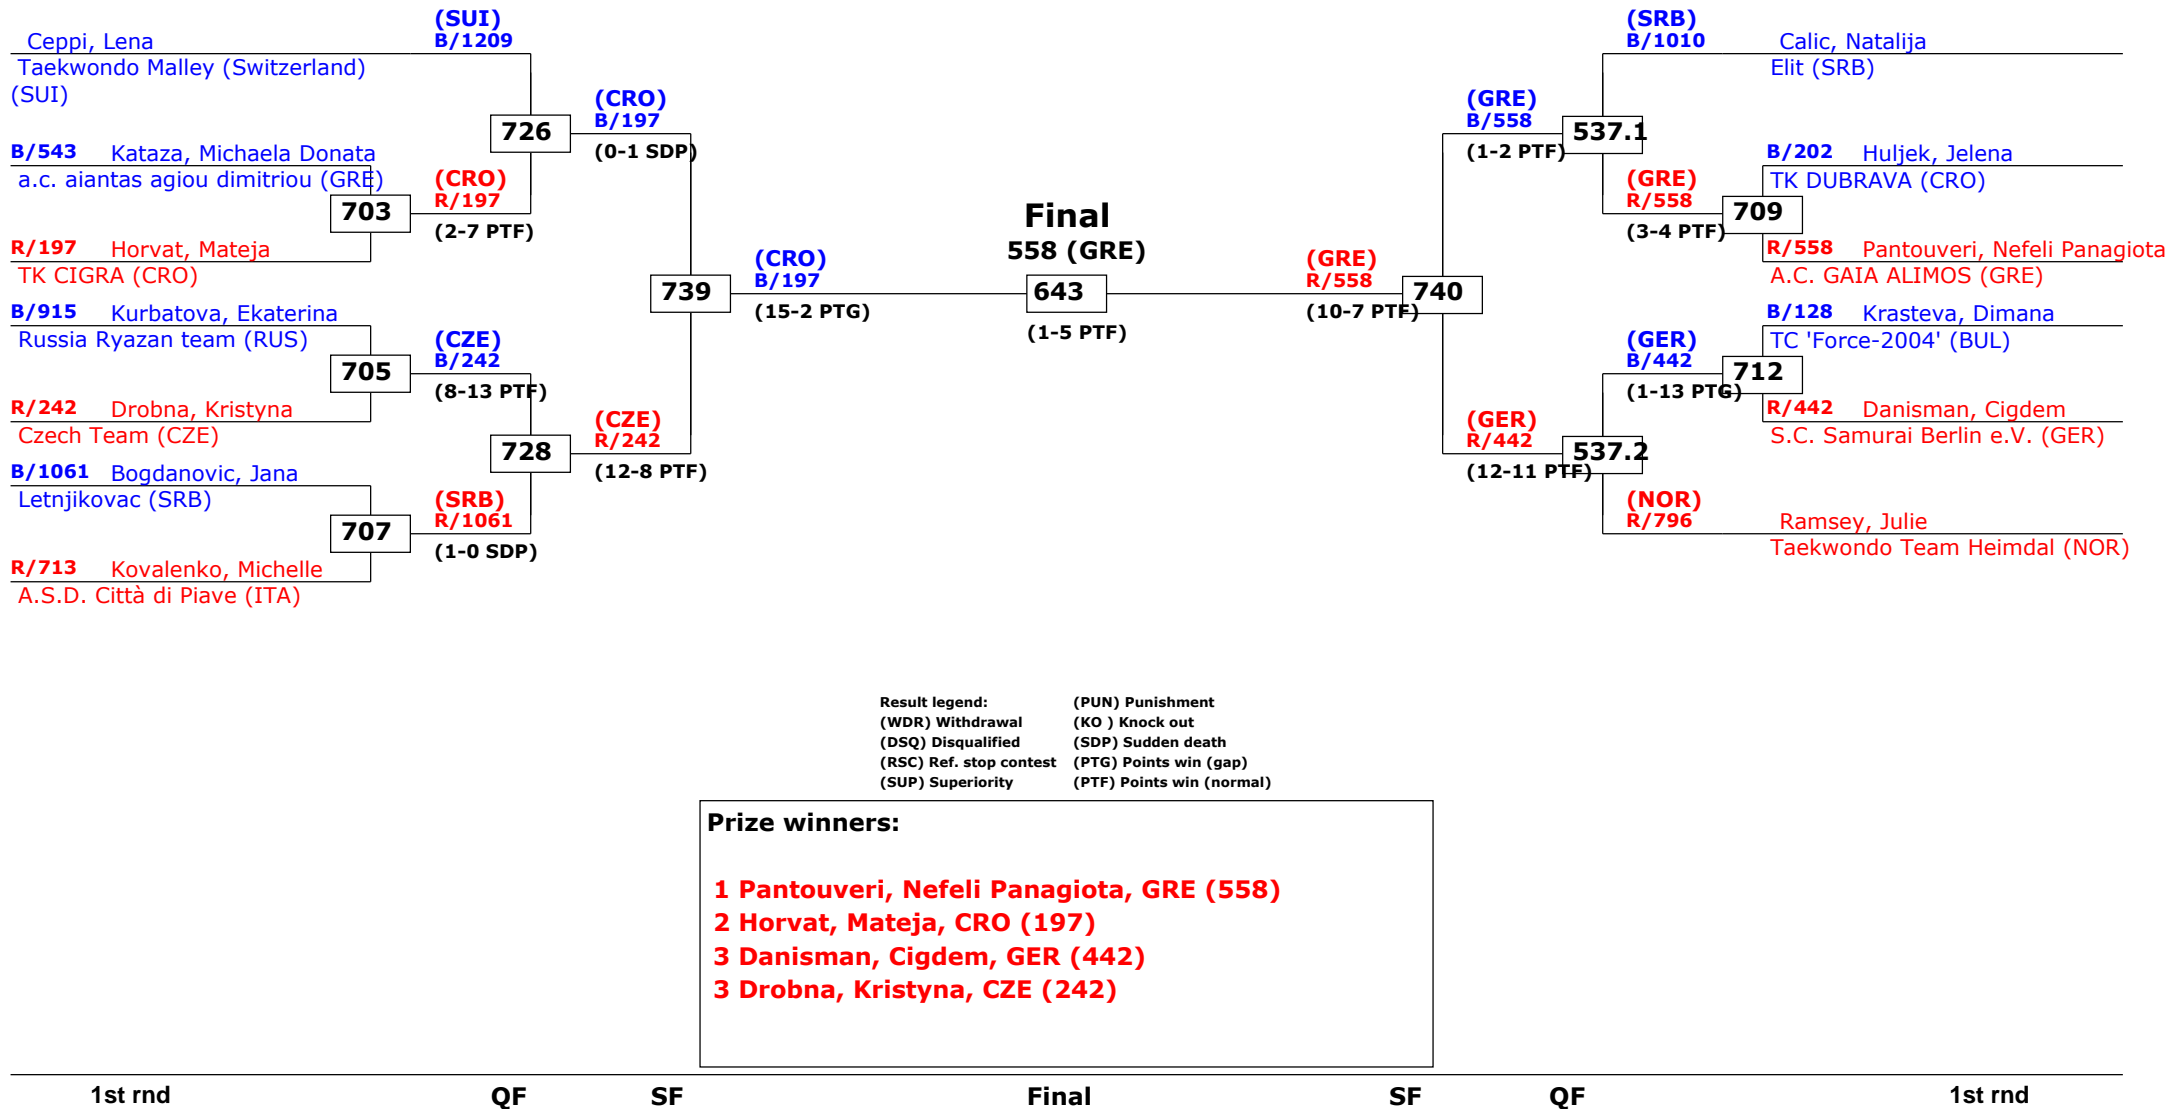 (SUI)
B/1209
Ceppi, Lena
Taekwondo Malley (Switzerland)
(SUI)
726
(CRO)
B/197
(0-1 SDP)
B/543 Kataza, Michaela Donata
a.c. aiantas agiou dimitriou (GRE)
703
(CRO)
R/197
(2-7 PTF)
R/197 Horvat, Mateja
TK CIGRA (CRO)
739
(CRO)
B/197
(15-2 PTG)
B/915 Kurbatova, Ekaterina
Russia Ryazan team (RUS)
705
(CZE)
B/242
(8-13 PTF)
R/242 Drobna, Kristyna
Czech Team (CZE)
728
(CZE)
R/242
(12-8 PTF)
B/1061 Bogdanovic, Jana
Letnjikovac (SRB)
707
(SRB)
R/1061
(1-0 SDP)
R/713 Kovalenko, Michelle
A.S.D. Città di Piave (ITA)
Final
558 (GRE)
643
(1-5 PTF)
(SRB)
B/1010
Calic, Natalija
Elit (SRB)
(GRE)
B/558
(1-2 PTF)
537.1
B/202 Huljek, Jelena
TK DUBRAVA (CRO)
(GRE)
R/558
(3-4 PTF)
709
R/558 Pantouveri, Nefeli Panagiota
A.C. GAIA ALIMOS (GRE)
(GRE)
R/558
(10-7 PTF)
740
B/128 Krasteva, Dimana
TC 'Force-2004' (BUL)
(GER)
B/442
(1-13 PTG)
712
R/442 Danisman, Cigdem
S.C. Samurai Berlin e.V. (GER)
(GER)
R/442
(12-11 PTF)
537.2
(NOR)
R/796
Ramsey, Julie
Taekwondo Team Heimdal (NOR)
Result legend: (PUN) Punishment
(WDR) Withdrawal (KO ) Knock out
(DSQ) Disqualified (SDP) Sudden death
(RSC) Ref. stop contest (PTG) Points win (gap)
(SUP) Superiority (PTF) Points win (normal)
Prize winners:
1 Pantouveri, Nefeli Panagiota, GRE (558)
2 Horvat, Mateja, CRO (197)
3 Danisman, Cigdem, GER (442)
3 Drobna, Kristyna, CZE (242)
1st rnd QF SF Final SF QF 1st rnd